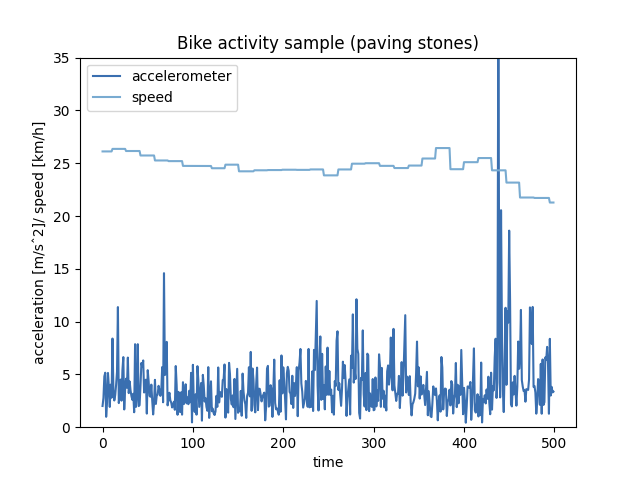 Bike activity sample (paving stones)
35
30
25
20
15
10
5
0
acceleration [m/sˆ2]/ speed [km/h]
accelerometer
speed
0
100
200
300
400
500
time